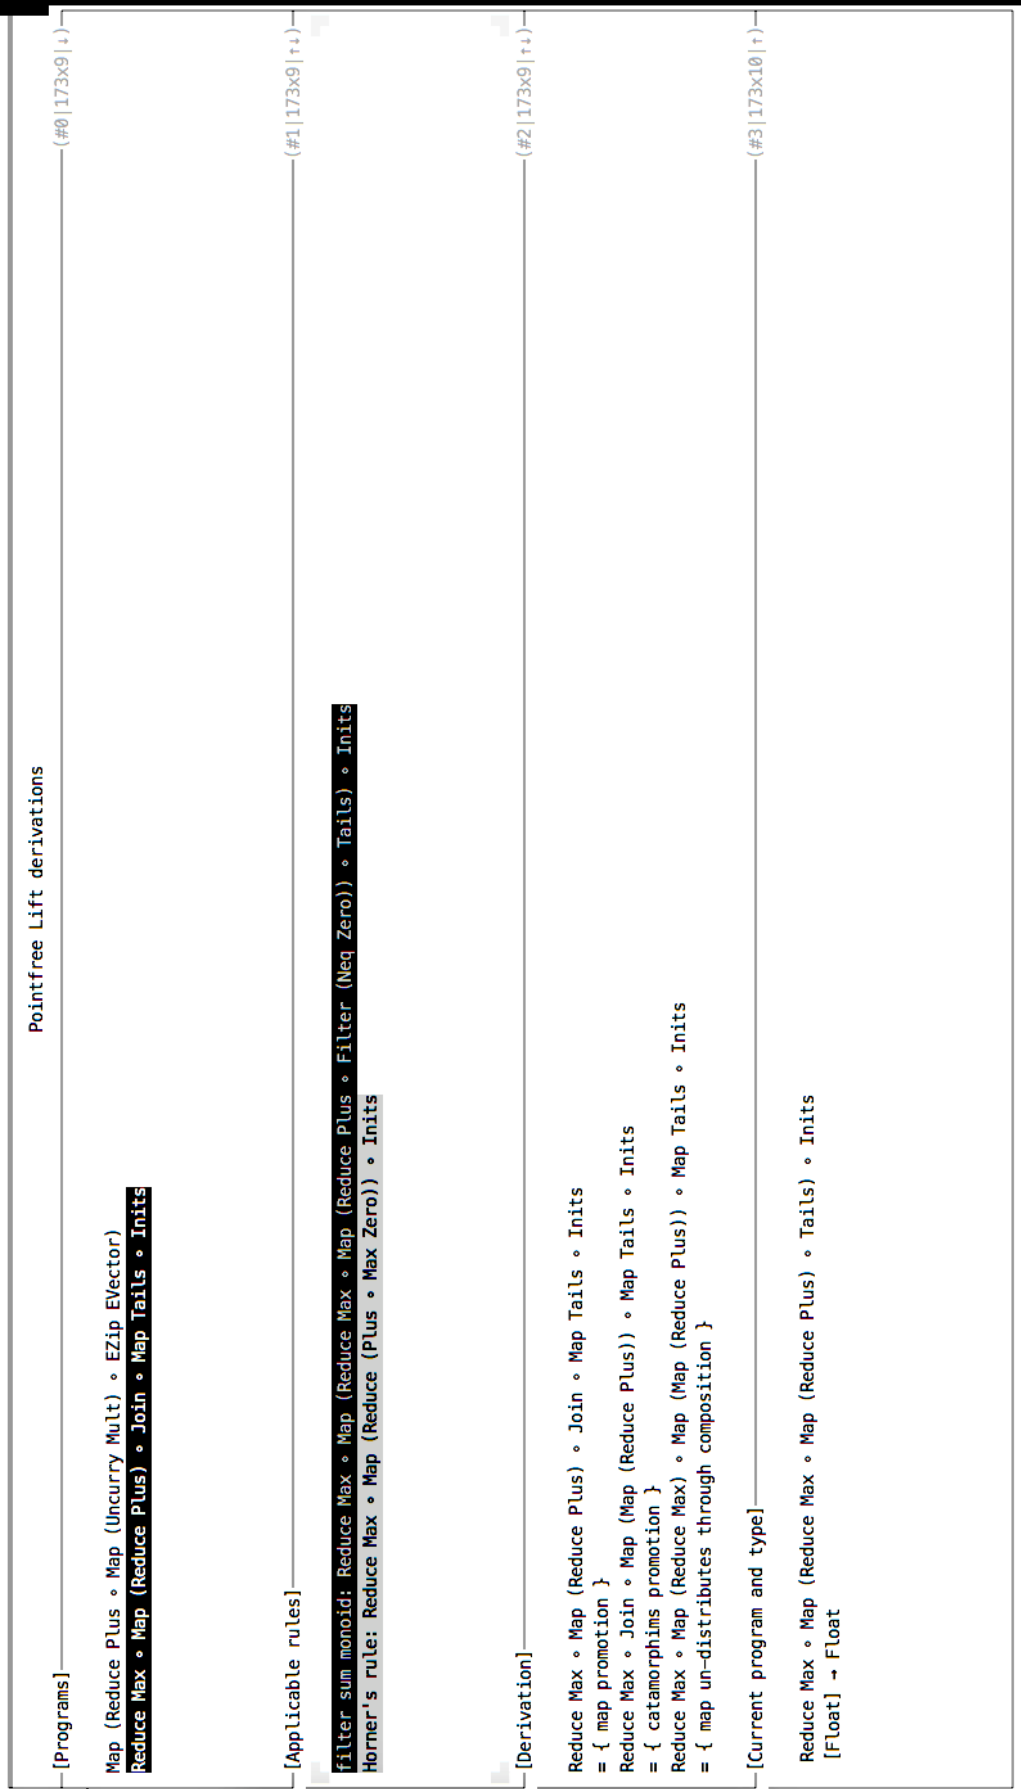 Pointfree Lift derivations
[Programs] (#0|173x9|↓)
Map (Reduce Plus ∘ Map (Uncurry Mult) ∘ EZip EVector)
Reduce Max ∘ Map (Reduce Plus) ∘ Join ∘ Map Tails ∘ Inits
[Applicable rules] (#1|173x9|↑↓)
filter sum monoid: Reduce Max ∘ Map (Reduce Max ∘ Map (Reduce Plus ∘ Filter (Neq Zero)) ∘ Tails) ∘ Inits
Horner's rule: Reduce Max ∘ Map (Reduce (Plus ∘ Max Zero)) ∘ Inits
[Derivation] (#2|173x9|↑↓)
Reduce Max ∘ Map (Reduce Plus) ∘ Join ∘ Map Tails ∘ Inits
= { map promotion }
Reduce Max ∘ Join ∘ Map (Map (Reduce Plus)) ∘ Map Tails ∘ Inits
= { catamorphims promotion }
Reduce Max ∘ Map (Reduce Max) ∘ Map (Map (Reduce Plus)) ∘ Map Tails ∘ Inits
= { map un-distributes through composition }
[Current program and type] (#3|173x10|↑)
Reduce Max ∘ Map (Reduce Max ∘ Map (Reduce Plus) ∘ Tails) ∘ Inits
[Float] → Float